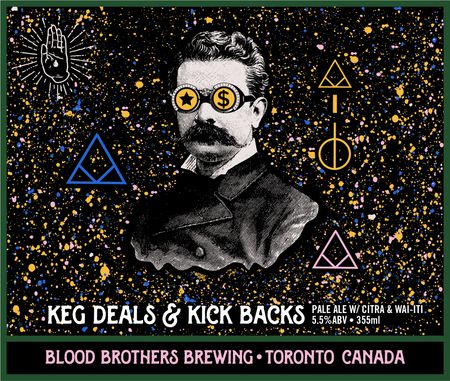 $
KEG DEALS & KICK BACKS
PALE ALE W/ CITRA & WAI-ITI
5.5% ABV • 355ml
BLOOD BROTHERS BREWING • TORONTO CANADA